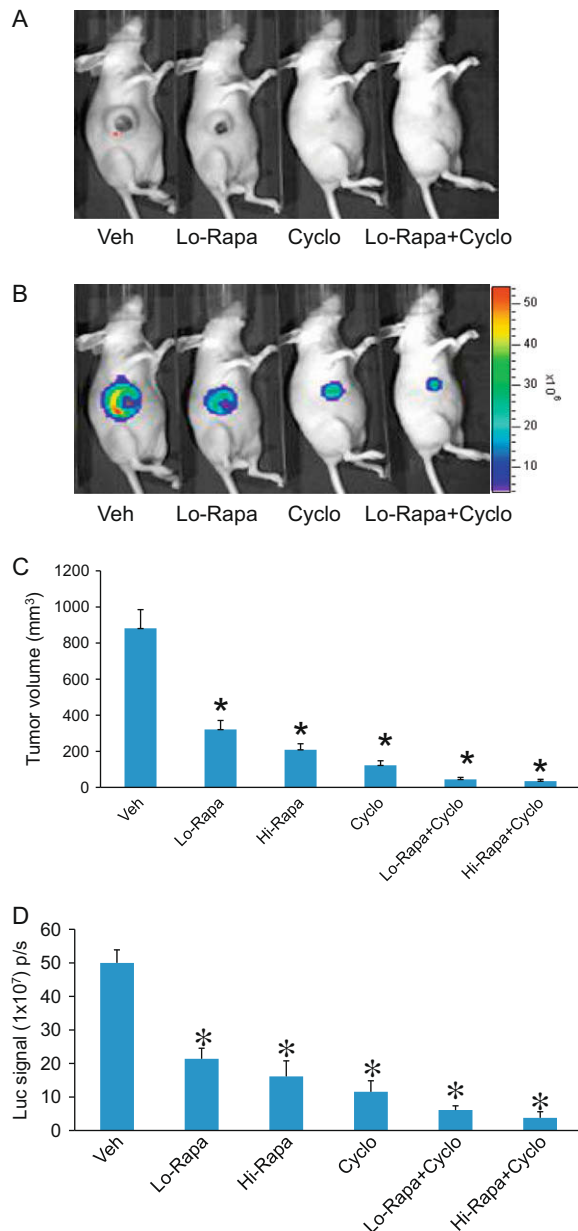 A
Veh Lo-Rapa Cyclo Lo-Rapa+Cyclo
B
50
40
30
20
10
x10⁶
Veh Lo-Rapa Cyclo Lo-Rapa+Cyclo
C
Tumor volume (mm³)
1200
1000
800
600
400
200
0
* * * * *
Veh Lo-Rapa Hi-Rapa Cyclo Lo-Rapa+Cyclo Hi-Rapa+Cyclo
D
Luc signal (1x10⁷) p/s
60
50
40
30
20
10
0
* * * * *
Veh Lo-Rapa Hi-Rapa Cyclo Lo-Rapa+Cyclo Hi-Rapa+Cyclo